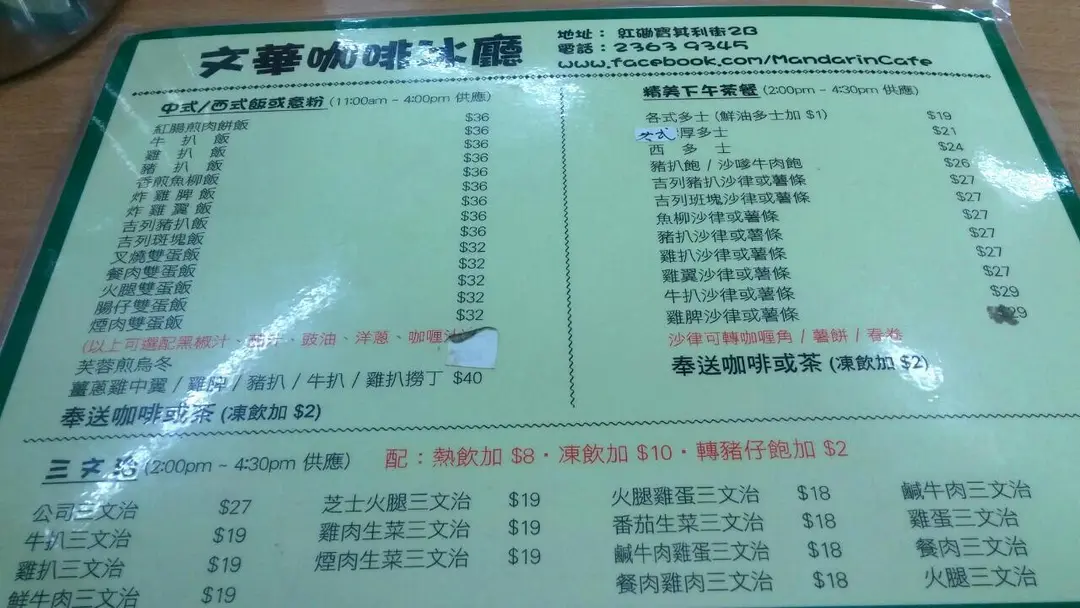 文華咖啡冰廳
地址： 紅磡寶其利街2B
電話：2363 9345
www.facebook.com/MandarinCafe
中式/西式飯或意粉 (11:00am ~ 4:00pm 供應)
紅腸煎肉餅飯 $36
牛 扒 飯 $36
雞 扒 飯 $36
豬 扒 飯 $36
香煎魚柳飯 $36
炸雞髀飯 $36
炸雞翼飯 $36
吉列豬扒飯 $36
吉列班塊飯 $36
叉燒雙蛋飯 $32
餐肉雙蛋飯 $32
火腿雙蛋飯 $32
腸仔雙蛋飯 $32
煙肉雙蛋飯 $32
(以上可選配黑椒汁、茄汁、豉油、洋蔥、咖喱汁)
芙蓉煎烏冬
薑蔥雞中翼 / 雞髀 / 豬扒 / 牛扒 / 雞扒撈丁 $40
奉送咖啡或茶 (凍飲加 $2)
精美下午茶餐 (2:00pm ~ 4:30pm 供應)
各式多士 (鮮油多士加 $1) $19
各式厚多士 $21
西 多 士 $24
豬扒飽 / 沙嗲牛肉飽 $26
吉列豬扒沙律或薯條 $27
吉列班塊沙律或薯條 $27
魚柳沙律或薯條 $27
豬扒沙律或薯條 $27
雞扒沙律或薯條 $27
雞翼沙律或薯條 $27
牛扒沙律或薯條 $29
雞髀沙律或薯條 29
沙律可轉咖喱角 / 薯餅 / 春卷
奉送咖啡或茶 (凍飲加 $2)
三文治 (2:00pm ~ 4:30pm 供應) 配：熱飲加 $8・凍飲加 $10・轉豬仔飽加 $2
公司三文治 $27
牛扒三文治 $19
雞扒三文治 $19
鮮牛肉三文治 $19
芝士火腿三文治 $19
雞肉生菜三文治 $19
煙肉生菜三文治 $19
火腿雞蛋三文治 $18
番茄生菜三文治 $18
鹹牛肉雞蛋三文治 $18
餐肉雞肉三文治 $18
鹹牛肉三文治
雞蛋三文治
餐肉三文治
火腿三文治